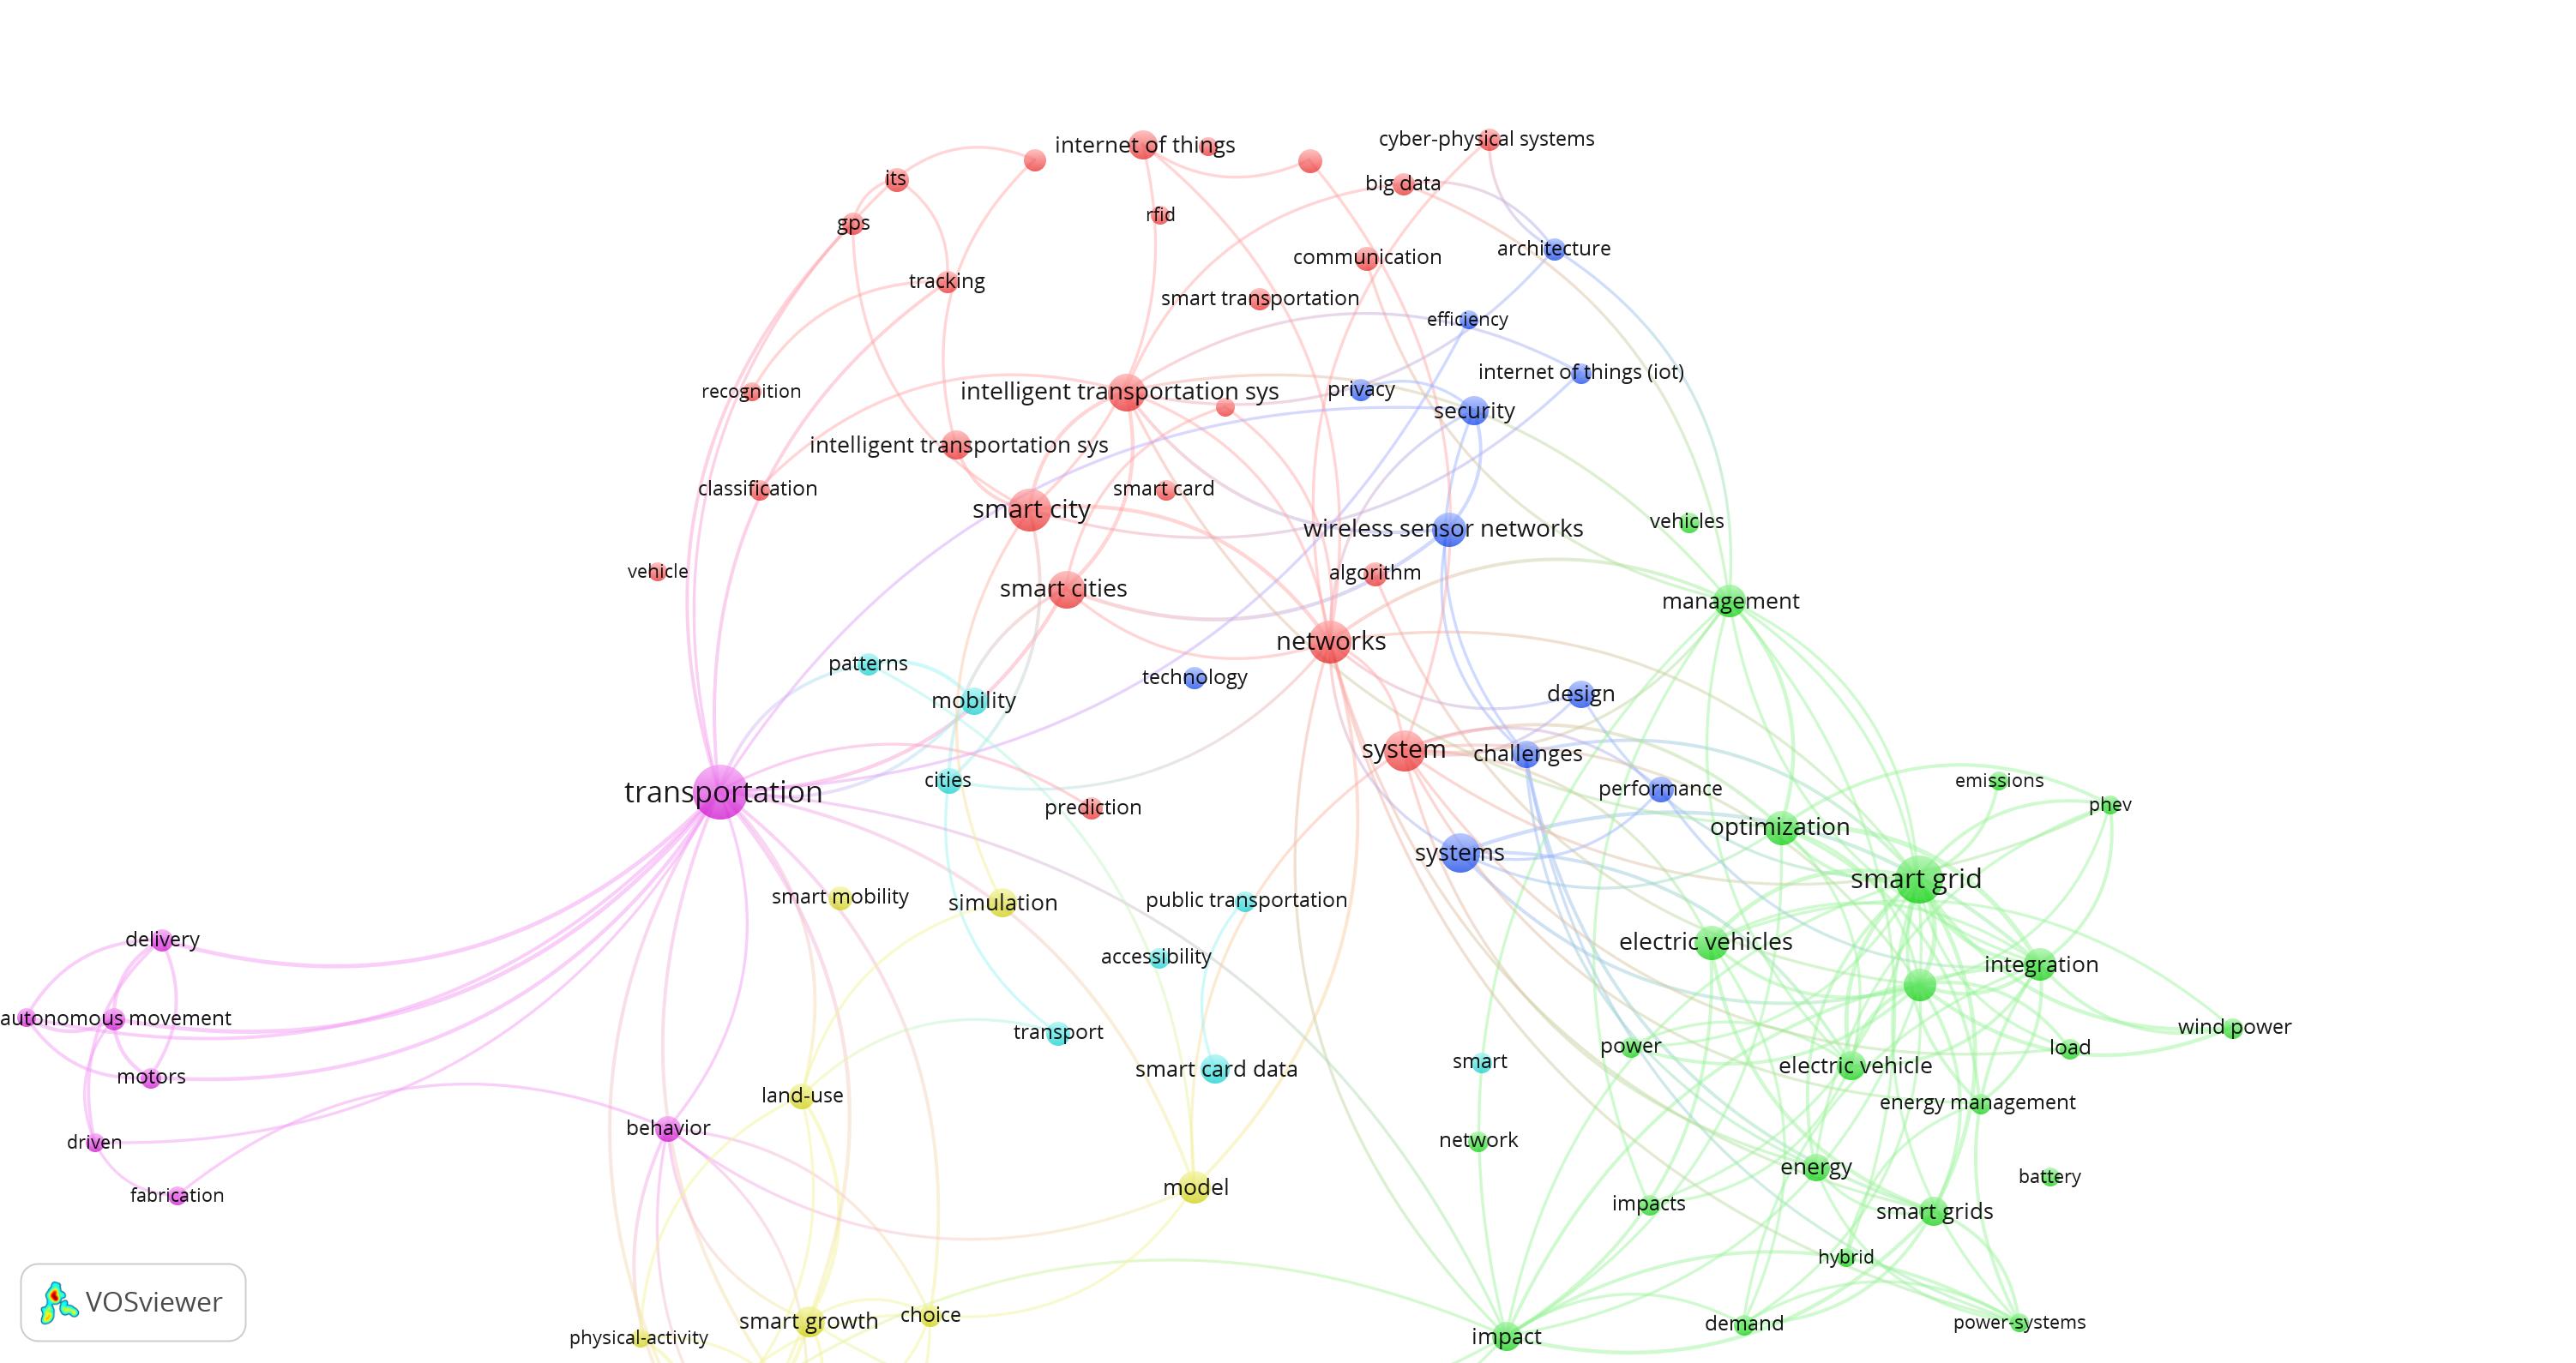 internet of things
cyber-physical systems
its
big data
gps
rfid
architecture
communication
tracking
smart transportation
efficiency
internet of things (iot)
recognition
intelligent transportation sys
privacy
security
intelligent transportation sys
classification
smart card
smart city
vehicles
wireless sensor networks
vehicle
algorithm
smart cities
management
networks
patterns
technology
mobility
design
system
challenges
cities
emissions
transportation
performance
phev
prediction
optimization
systems
smart grid
smart mobility
simulation
public transportation
delivery
electric vehicles
accessibility
integration
autonomous movement
wind power
transport
power
load
smart
electric vehicle
smart card data
motors
land-use
energy management
behavior
driven
network
energy
battery
model
fabrication
impacts
smart grids
hybrid
VOSviewer
choice
smart growth
demand
power-systems
physical-activity
impact